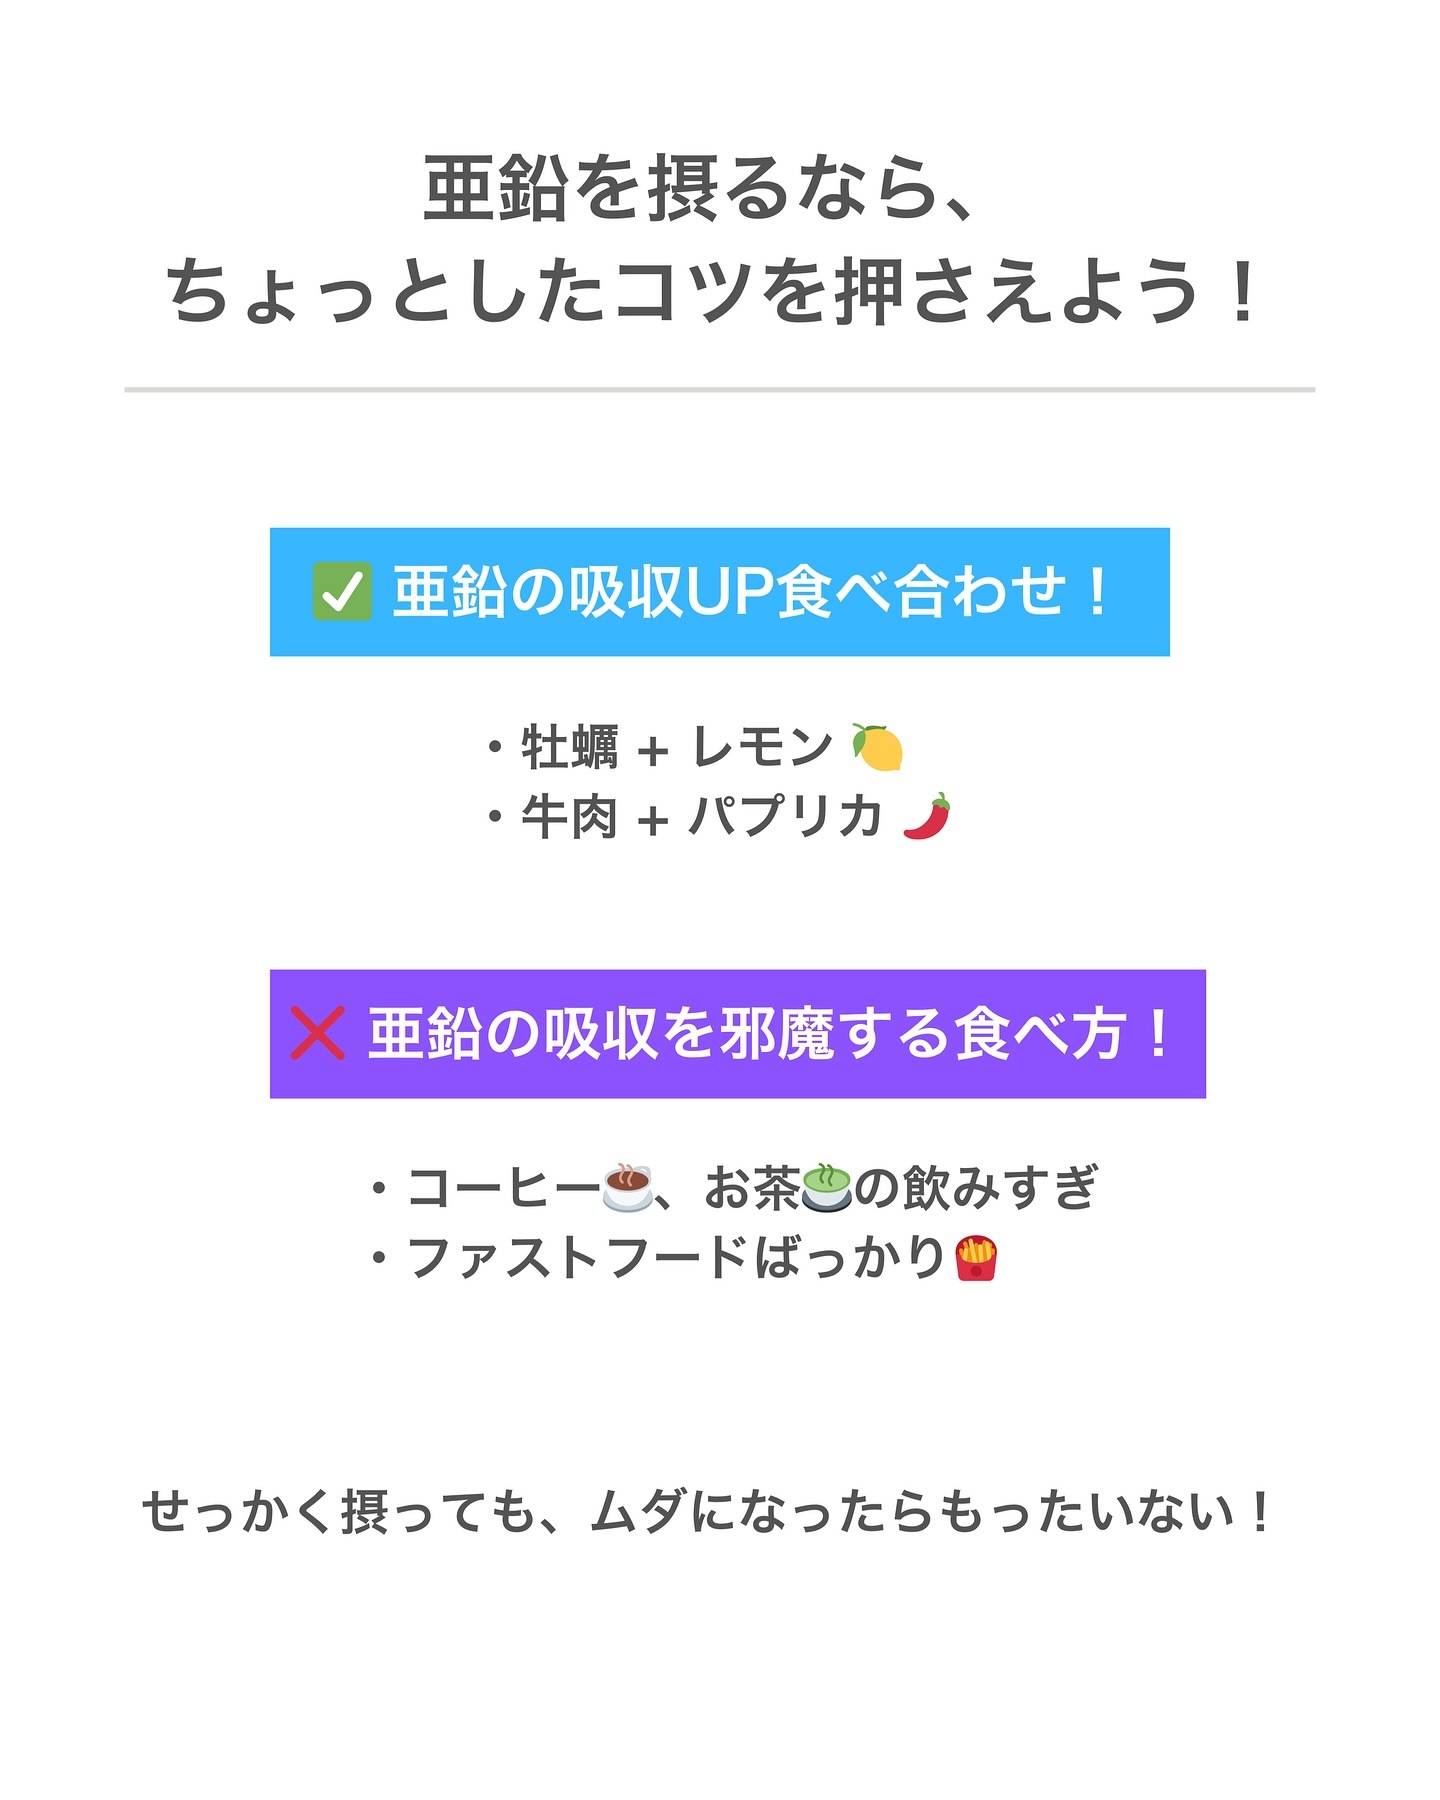 亜鉛を摂るなら、
ちょっとしたコツを押さえよう！
✅ 亜鉛の吸収UP食べ合わせ！
・牡蠣 + レモン 🍋
・牛肉 + パプリカ 🌶️
❌ 亜鉛の吸収を邪魔する食べ方！
・コーヒー☕、お茶🍵の飲みすぎ
・ファストフードばっかり🍟
せっかく摂っても、ムダになったらもったいない！